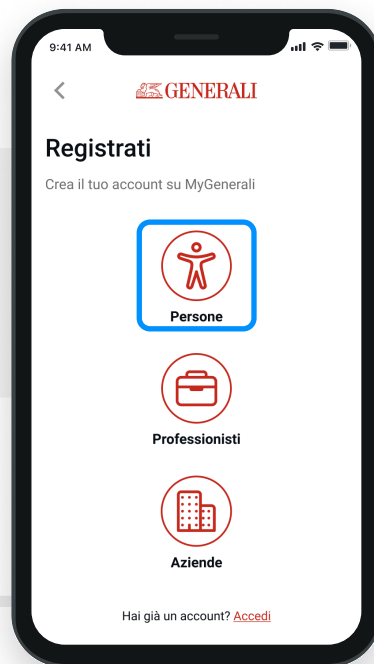 9:41 AM
GENERALI
Registrati
Crea il tuo account su MyGenerali
Persone
Professionisti
Aziende
Hai già un account? Accedi